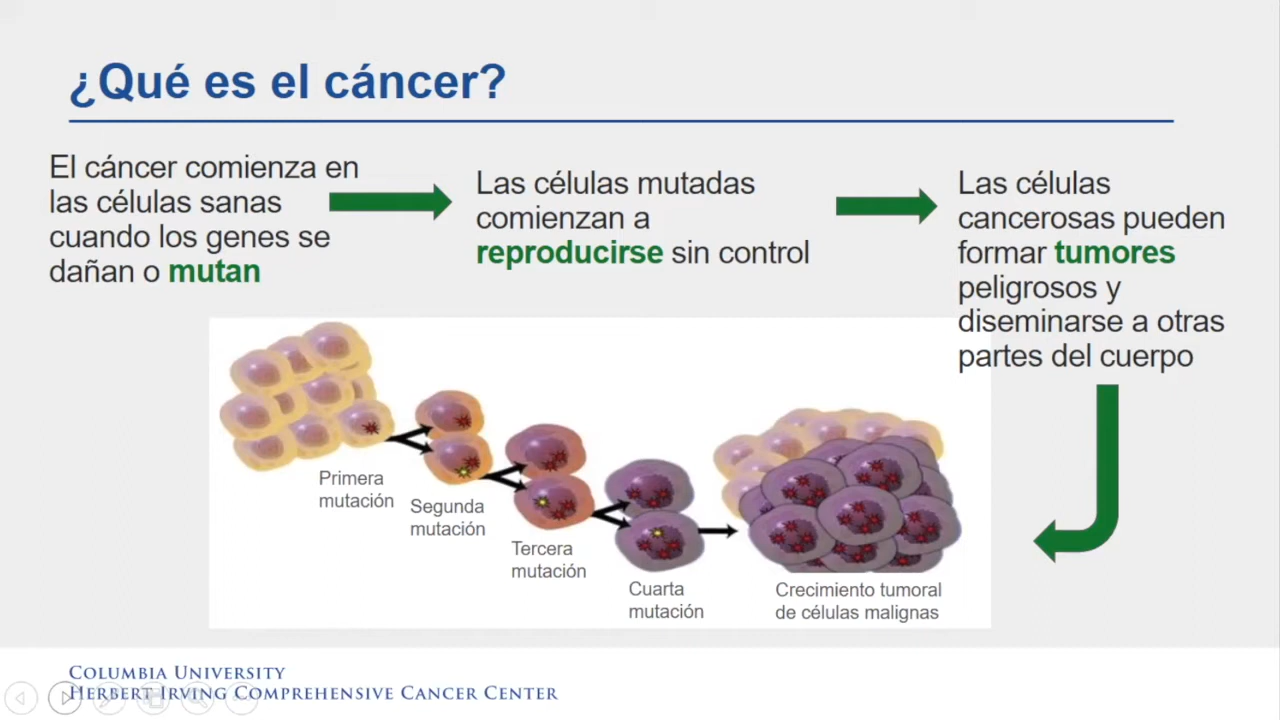 ¿Qué es el cáncer?
El cáncer comienza en
las células sanas
cuando los genes se
dañan o mutan
Las células mutadas
comienzan a
reproducirse sin control
Las células
cancerosas pueden
formar tumores
peligrosos y
diseminarse a otras
partes del cuerpo
Primera
mutación
Segunda
mutación
Tercera
mutación
Cuarta
mutación
Crecimiento tumoral
de células malignas
COLUMBIA UNIVERSITY
HERBERT IRVING COMPREHENSIVE CANCER CENTER